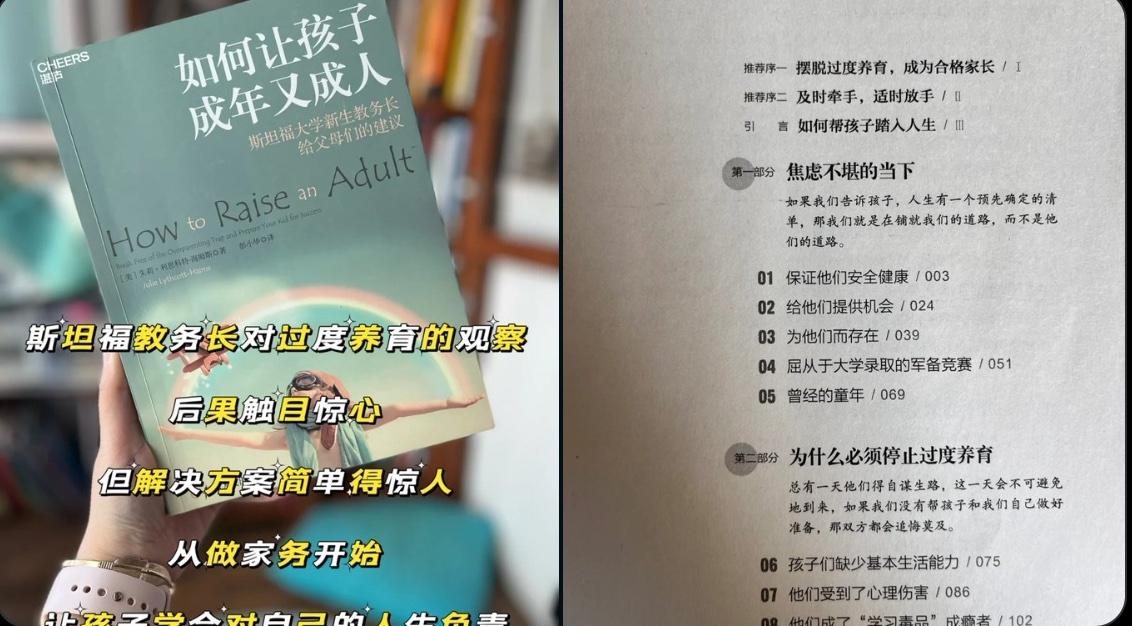 CHEERS
湛庐
如何让孩子
成年又成人
斯坦福大学新生教务长
给父母们的建议
How to Raise an Adult
Break Free of the Overparenting Trap and Prepare Your Kid for Success
[美] 朱莉·利思科特-海姆斯◎著 彭小华◎译
Julie Lythcott-Haims
斯坦福教务长对过度养育的观察
后果触目惊心
但解决方案简单得惊人
从做家务开始
让孩子学会对自己的人生负责
推荐序一 摆脱过度养育，成为合格家长 / I
推荐序二 及时牵手，适时放手 / II
引 言 如何帮孩子踏入人生 / III
第一部分 焦虑不堪的当下
如果我们告诉孩子，人生有一个预先确定的清
单，那我们就是在铺就我们的道路，而不是他
们的道路。
01 保证他们安全健康 / 003
02 给他们提供机会 / 024
03 为他们而存在 / 039
04 屈从于大学录取的军备竞赛 / 051
05 曾经的童年 / 069
第二部分 为什么必须停止过度养育
总有一天他们得自谋生路，这一天会不可避免
地到来，如果我们没有帮孩子和我们自己做好
准备，那双方都会追悔莫及。
06 孩子们缺少基本生活能力 / 075
07 他们受到了心理伤害 / 086
08 他们成了“学习毒品”成瘾者 / 102